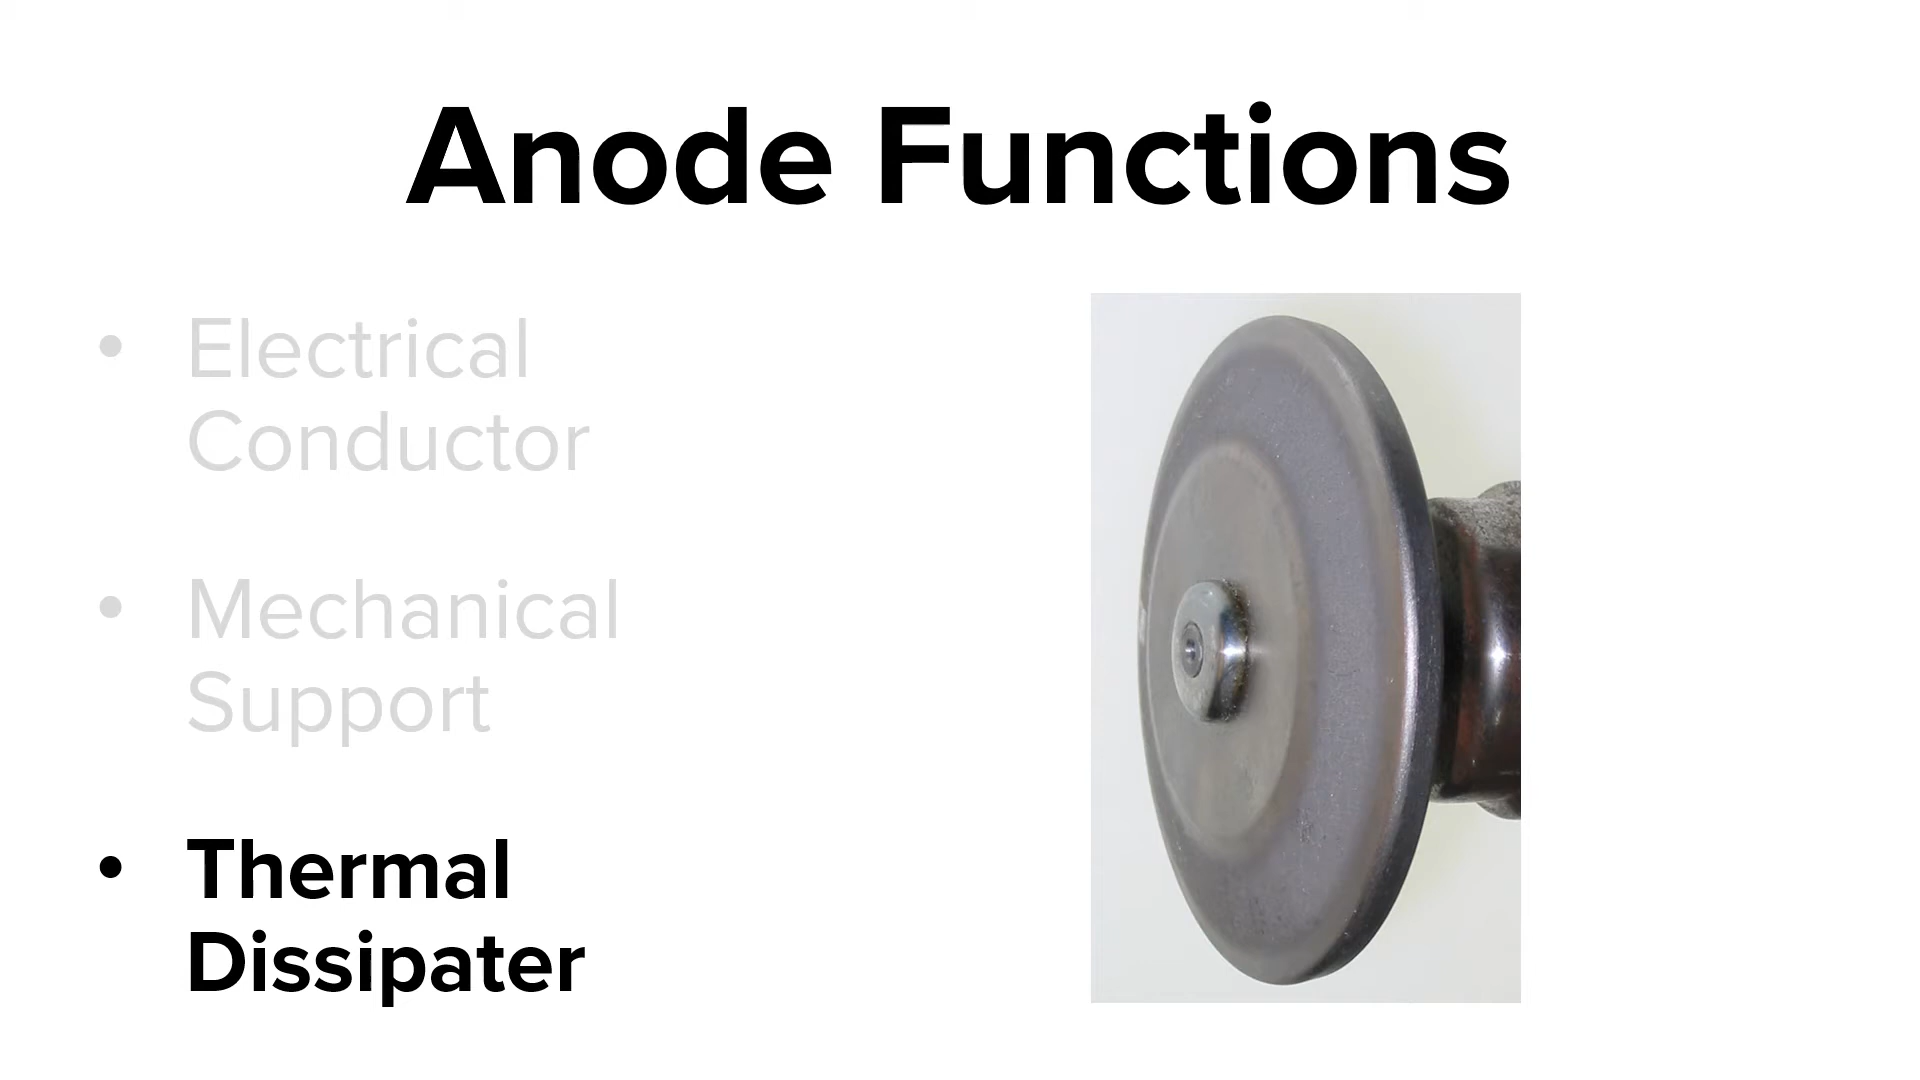 Anode Functions
• Electrical
Conductor
• Mechanical
Support
• Thermal
Dissipater